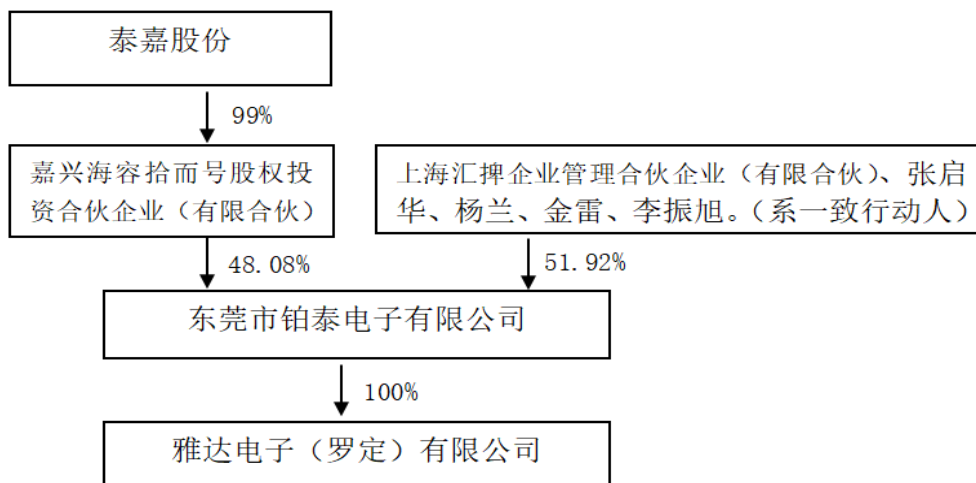 泰嘉股份
99%
嘉兴海容拾而号股权投
资合伙企业（有限合伙）
上海汇捭企业管理合伙企业（有限合伙）、张启
华、杨兰、金雷、李振旭。（系一致行动人）
48.08%
51.92%
东莞市铂泰电子有限公司
100%
雅达电子（罗定）有限公司